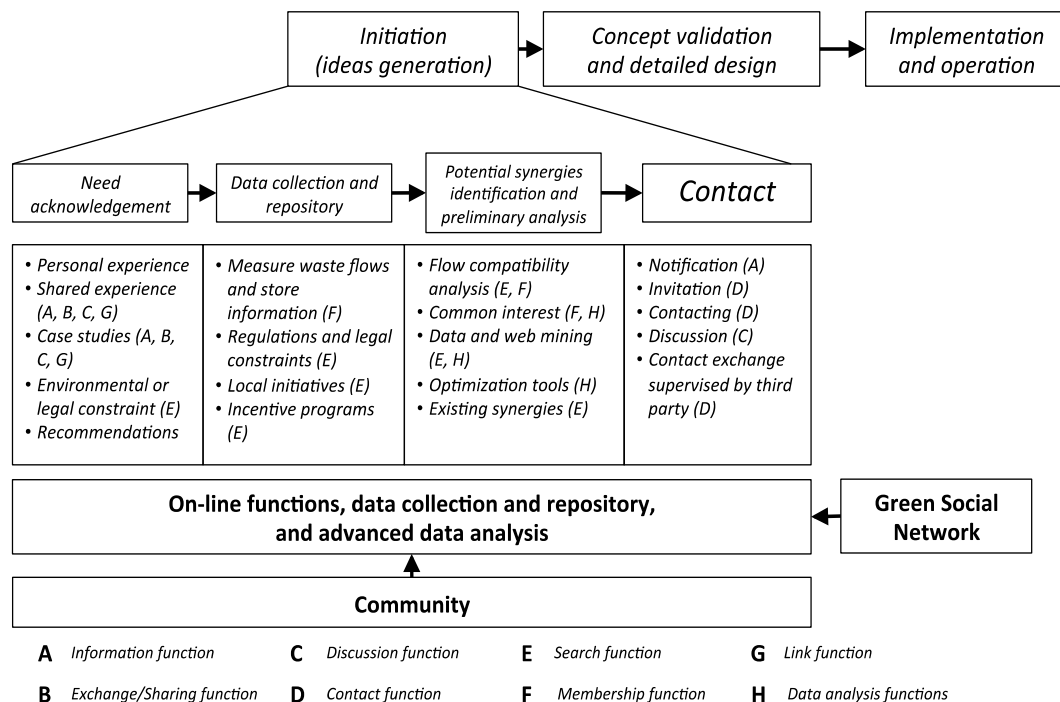 Initiation
(ideas generation)
Concept validation
and detailed design
Implementation
and operation
Need
acknowledgement
Data collection and
repository
Potential synergies
identification and
preliminary analysis
Contact
• Personal experience
• Shared experience
(A, B, C, G)
• Case studies (A, B,
C, G)
• Environmental or
legal constraint (E)
• Recommendations
• Measure waste flows
and store
information (F)
• Regulations and legal
constraints (E)
• Local initiatives (E)
• Incentive programs
(E)
• Flow compatibility
analysis (E, F)
• Common interest (F, H)
• Data and web mining
(E, H)
• Optimization tools (H)
• Existing synergies (E)
• Notification (A)
• Invitation (D)
• Contacting (D)
• Discussion (C)
• Contact exchange
supervised by third
party (D)
On-line functions, data collection and repository,
and advanced data analysis
Green Social
Network
Community
A Information function
C Discussion function
E Search function
G Link function
B Exchange/Sharing function
D Contact function
F Membership function
H Data analysis functions